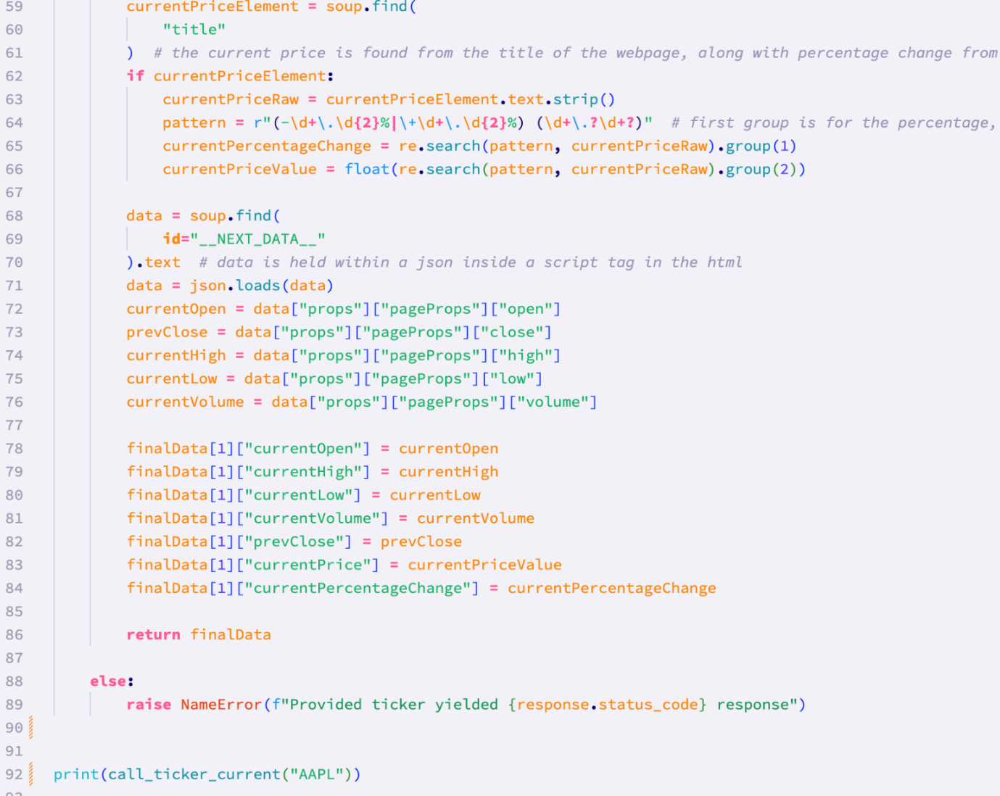 59 currentPriceElement = soup.find(
60 "title"
61 ) # the current price is found from the title of the webpage, along with percentage change from
62 if currentPriceElement:
63 currentPriceRaw = currentPriceElement.text.strip()
64 pattern = r"(-\d+\.\d{2}%|\+\d+\.\d{2}%) (\d+\.?\d+?)" # first group is for the percentage,
65 currentPercentageChange = re.search(pattern, currentPriceRaw).group(1)
66 currentPriceValue = float(re.search(pattern, currentPriceRaw).group(2))
67
68 data = soup.find(
69 id="__NEXT_DATA__"
70 ).text # data is held within a json inside a script tag in the html
71 data = json.loads(data)
72 currentOpen = data["props"]["pageProps"]["open"]
73 prevClose = data["props"]["pageProps"]["close"]
74 currentHigh = data["props"]["pageProps"]["high"]
75 currentLow = data["props"]["pageProps"]["low"]
76 currentVolume = data["props"]["pageProps"]["volume"]
77
78 finalData[1]["currentOpen"] = currentOpen
79 finalData[1]["currentHigh"] = currentHigh
80 finalData[1]["currentLow"] = currentLow
81 finalData[1]["currentVolume"] = currentVolume
82 finalData[1]["prevClose"] = prevClose
83 finalData[1]["currentPrice"] = currentPriceValue
84 finalData[1]["currentPercentageChange"] = currentPercentageChange
85
86 return finalData
87
88 else:
89 raise NameError(f"Provided ticker yielded {response.status_code} response")
90
91
92 print(call_ticker_current("AAPL"))